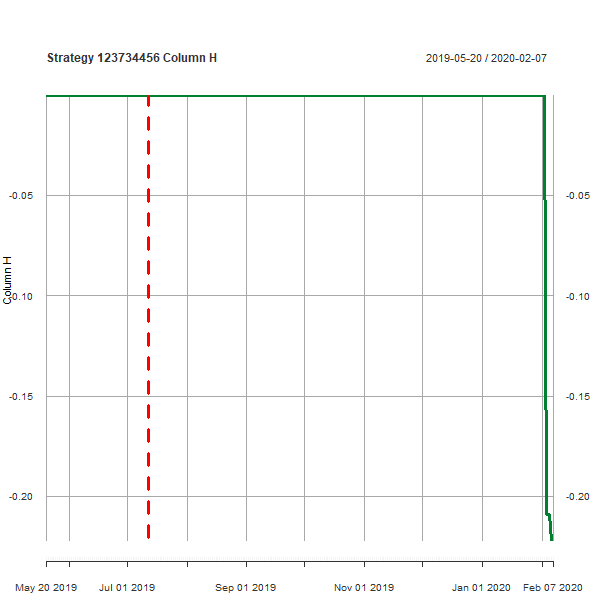 Strategy 123734456 Column H
2019-05-20 / 2020-02-07
Column H
-0.05
-0.05
-0.10
-0.10
-0.15
-0.15
-0.20
-0.20
May 20 2019
Jul 01 2019
Sep 01 2019
Nov 01 2019
Jan 01 2020
Feb 07 2020